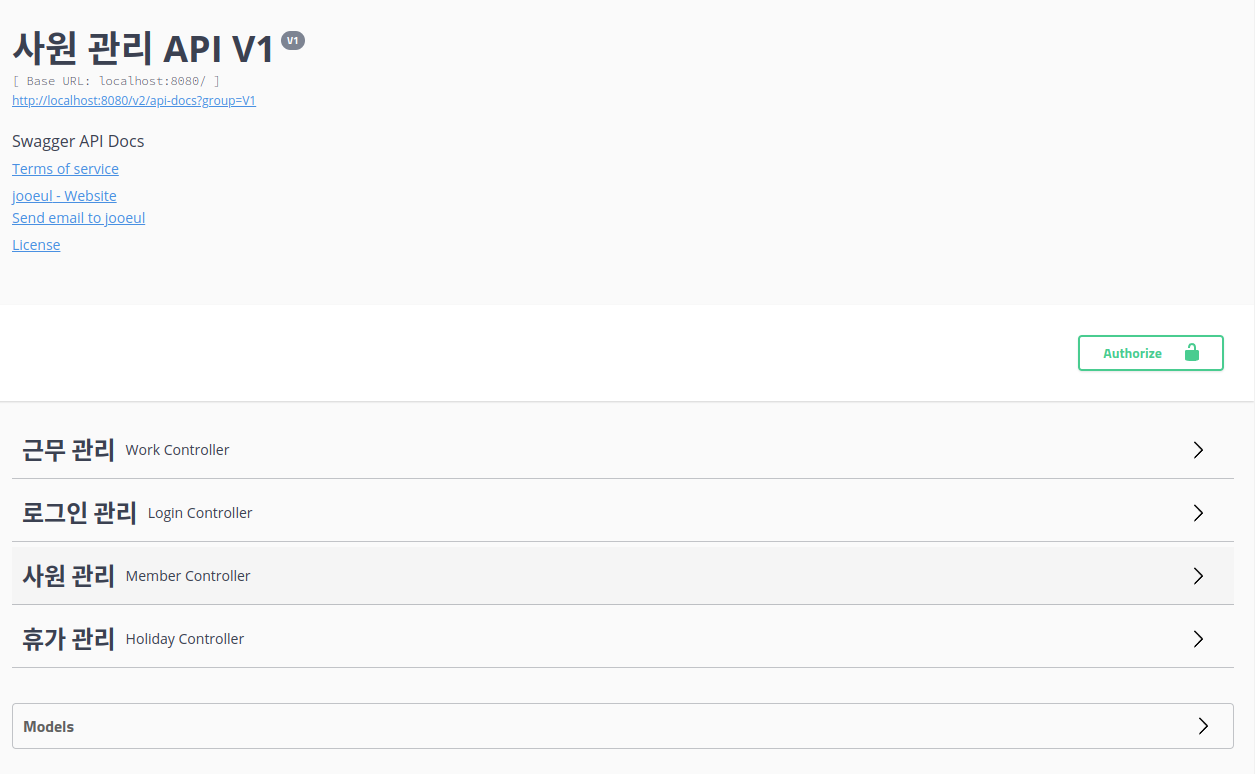 사원 관리 API V1 V1
[ Base URL: localhost:8080/ ]
http://localhost:8080/v2/api-docs?group=V1
Swagger API Docs
Terms of service
jooeul - Website
Send email to jooeul
License
Authorize
근무 관리 Work Controller
로그인 관리 Login Controller
사원 관리 Member Controller
휴가 관리 Holiday Controller
Models